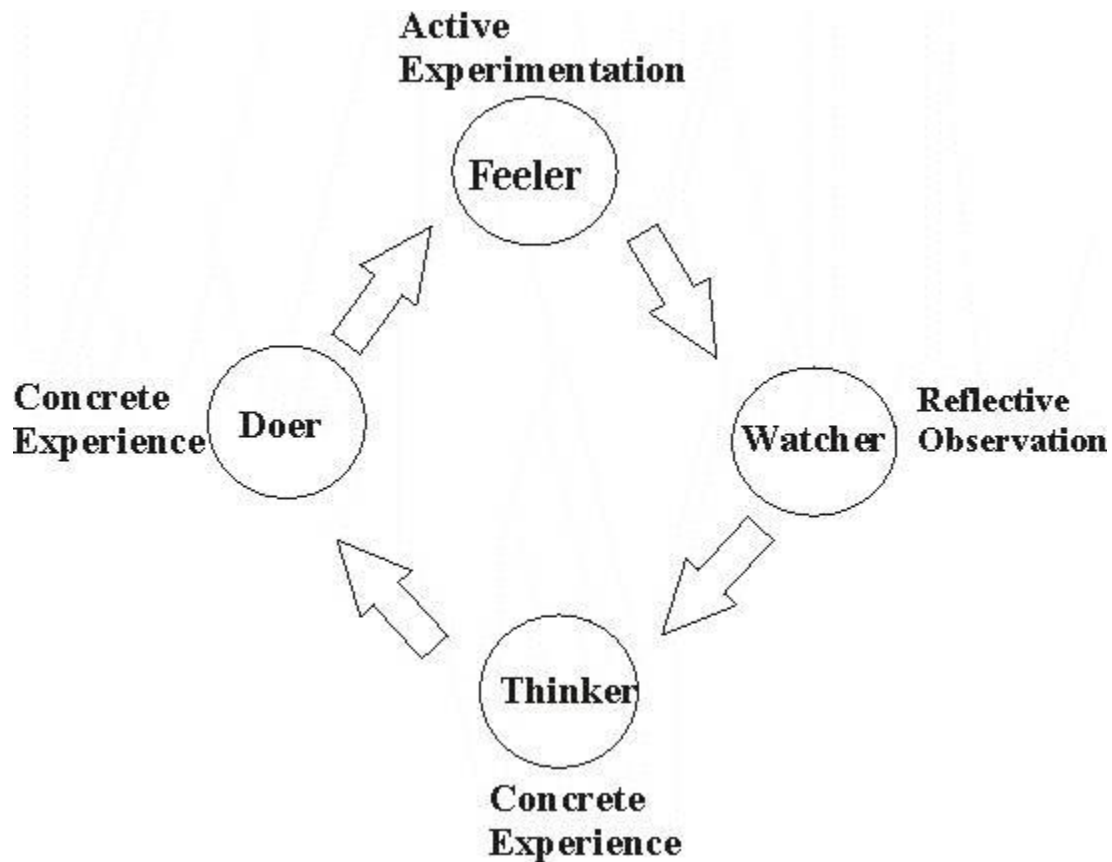 Active
Experimentation
Feeler
Concrete
Experience
Doer
Watcher
Reflective
Observation
Thinker
Concrete
Experience